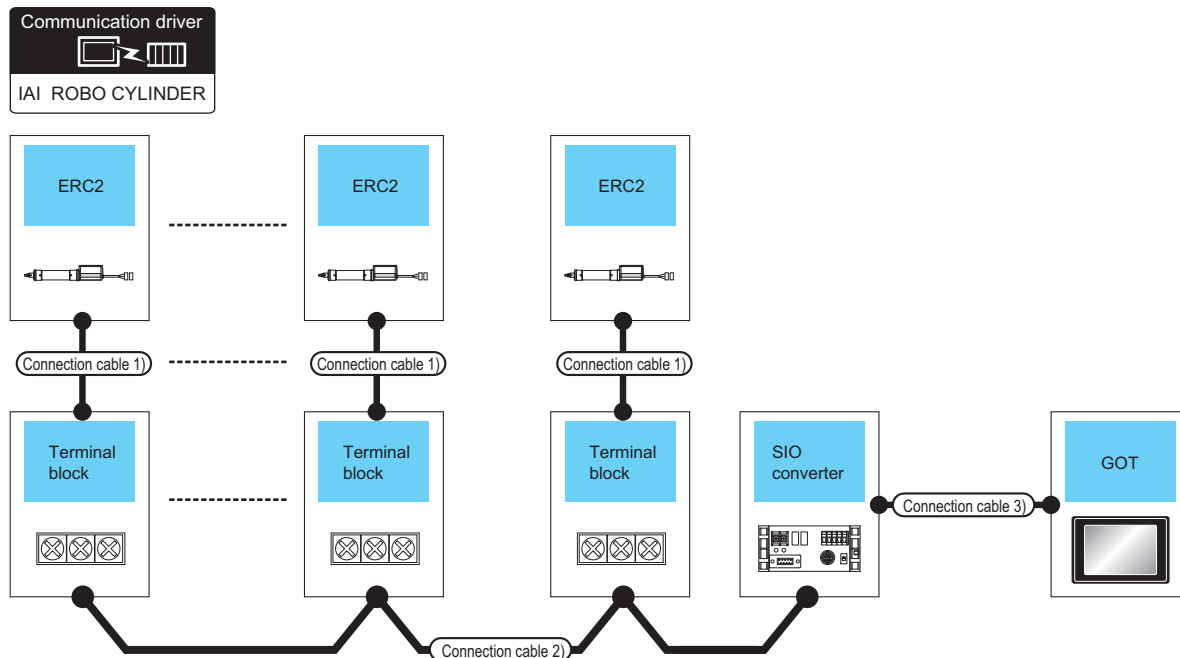 Communication driver
IAI ROBO CYLINDER
ERC2
ERC2
ERC2
Connection cable 1)
Connection cable 1)
Connection cable 1)
Terminal
block
Terminal
block
Terminal
block
SIO
converter
GOT
Connection cable 3)
Connection cable 2)